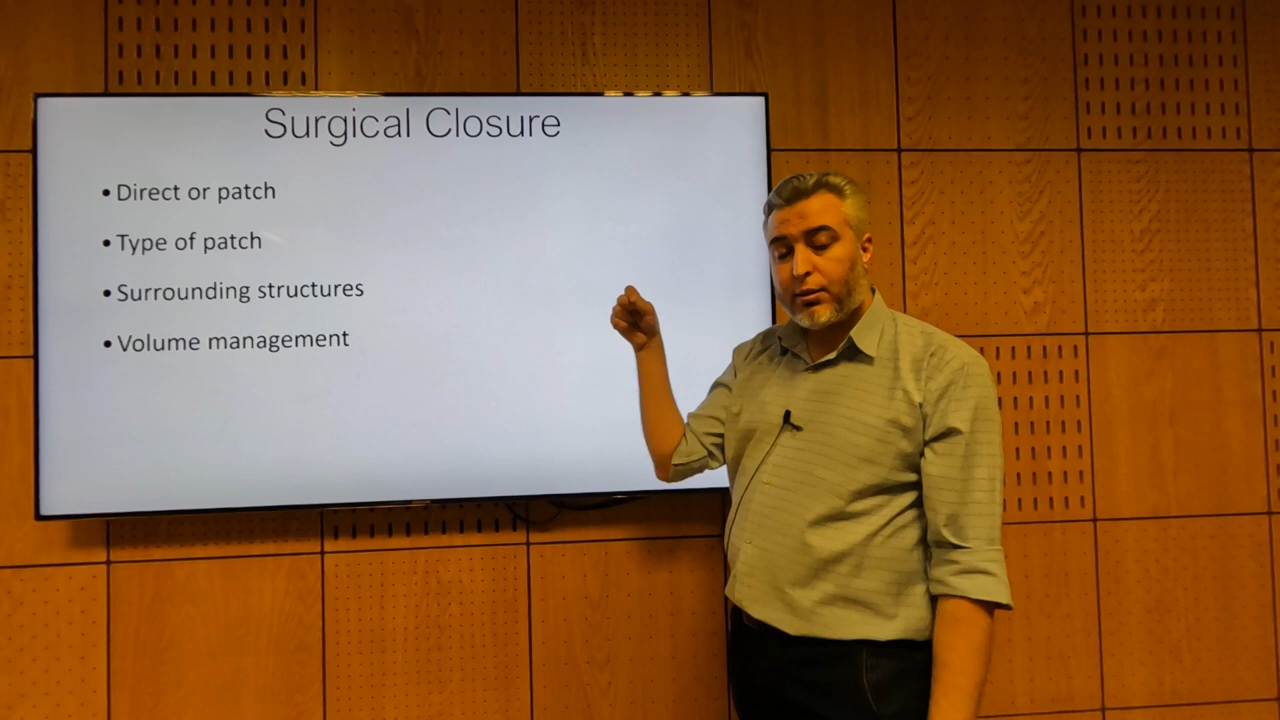 Surgical Closure
• Direct or patch
• Type of patch
• Surrounding structures
• Volume management